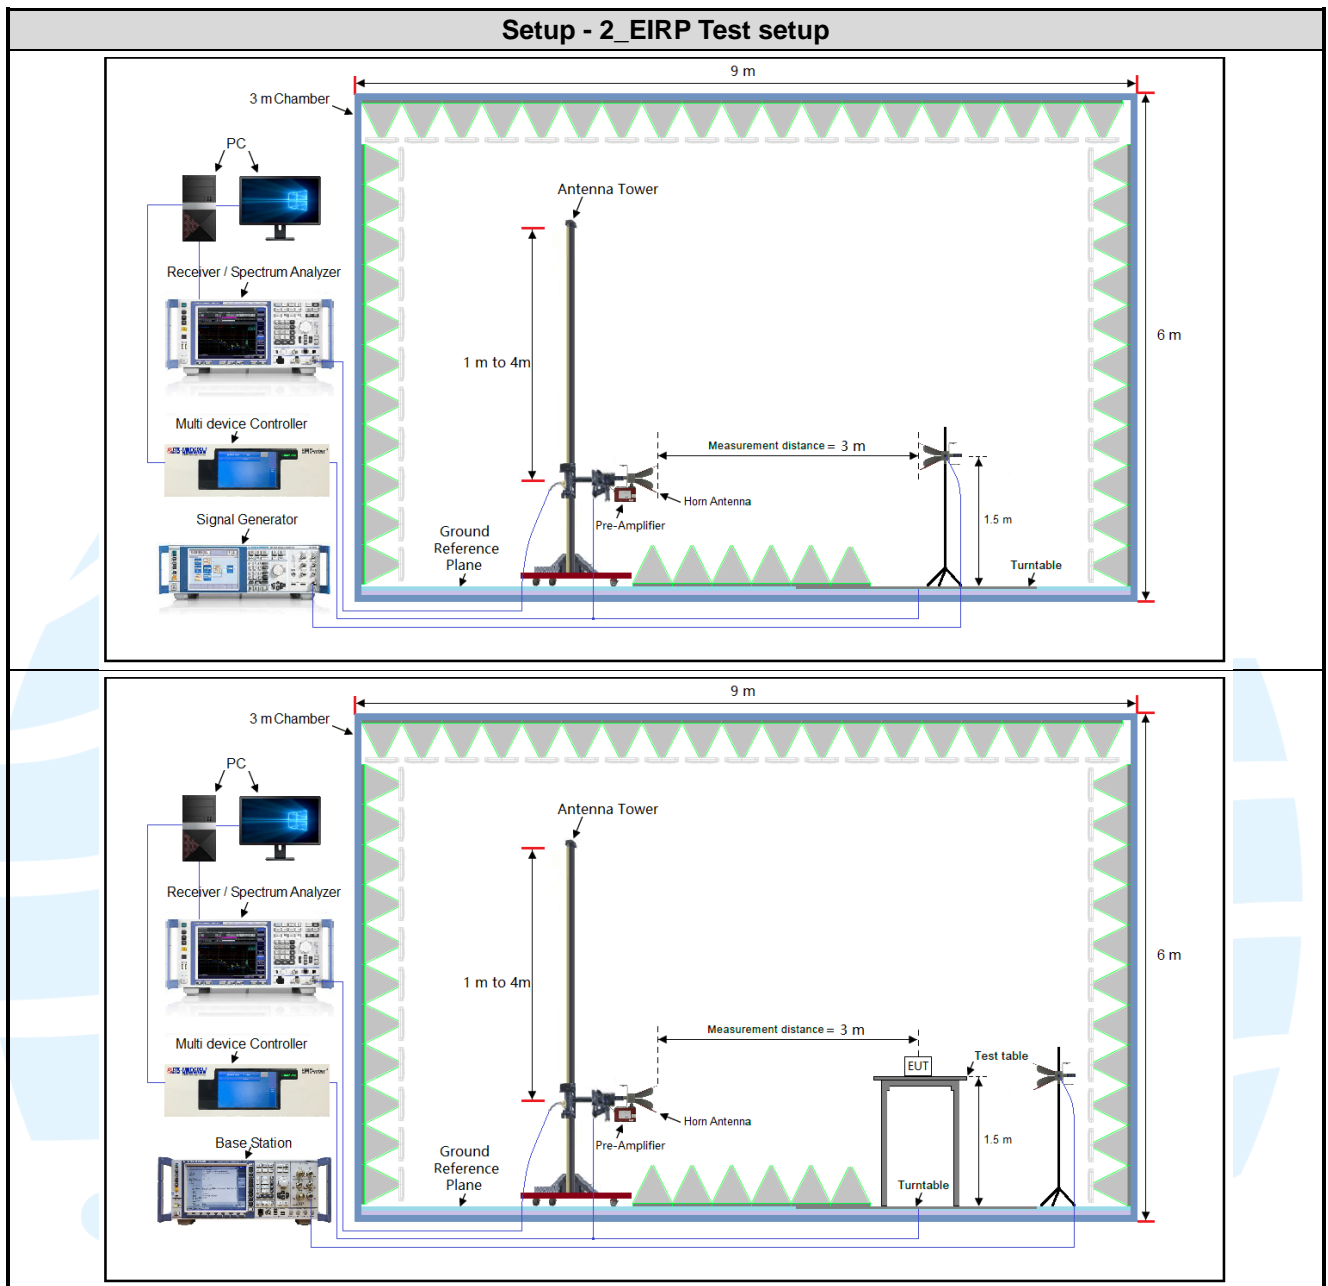 Setup - 2_EIRP Test setup
9 m
3 m Chamber
PC
Antenna Tower
Receiver / Spectrum Analyzer
6 m
1 m to 4m
Multi device Controller
Measurement distance = 3 m
Horn Antenna
Signal Generator
Pre-Amplifier
1.5 m
Ground
Reference
Plane
Turntable
9 m
3 m Chamber
PC
Antenna Tower
Receiver / Spectrum Analyzer
6 m
1 m to 4m
Measurement distance = 3 m
Multi device Controller
Test table
EUT
Horn Antenna
Base Station
Pre-Amplifier
1.5 m
Ground
Reference
Plane
Turntable